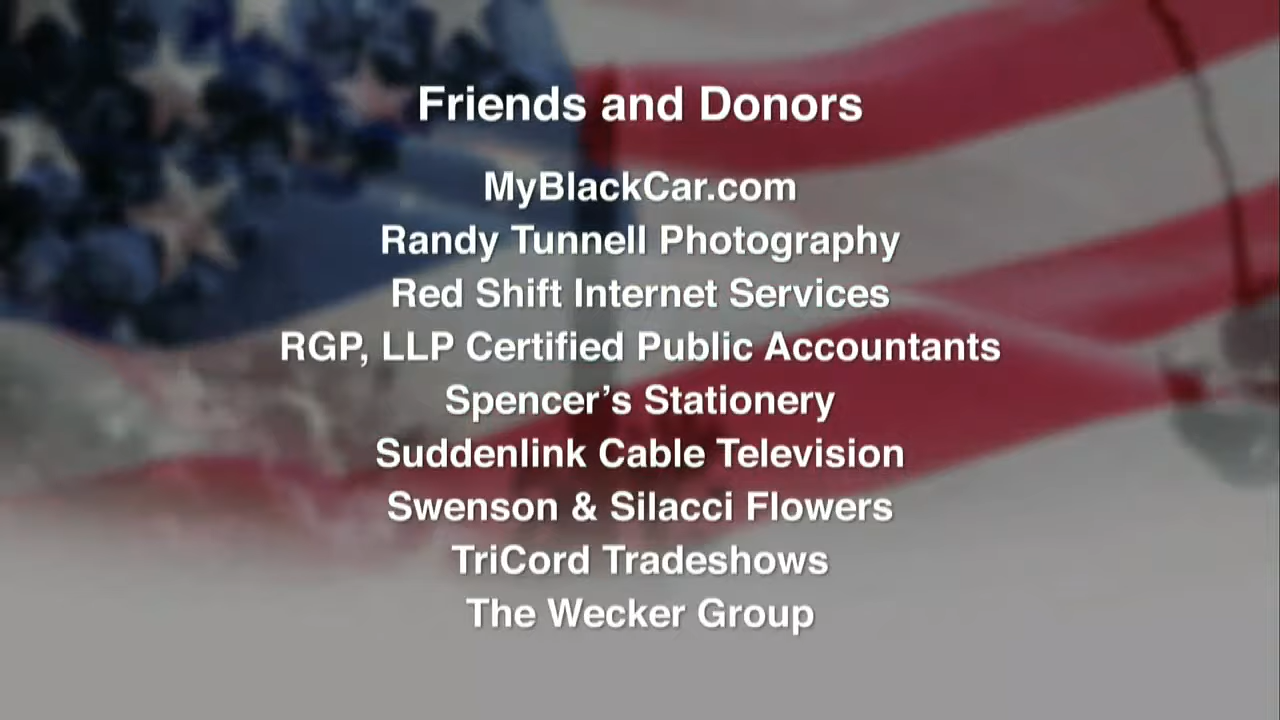 Friends and Donors
MyBlackCar.com
Randy Tunnell Photography
Red Shift Internet Services
RGP, LLP Certified Public Accountants
Spencer’s Stationery
Suddenlink Cable Television
Swenson & Silacci Flowers
TriCord Tradeshows
The Wecker Group